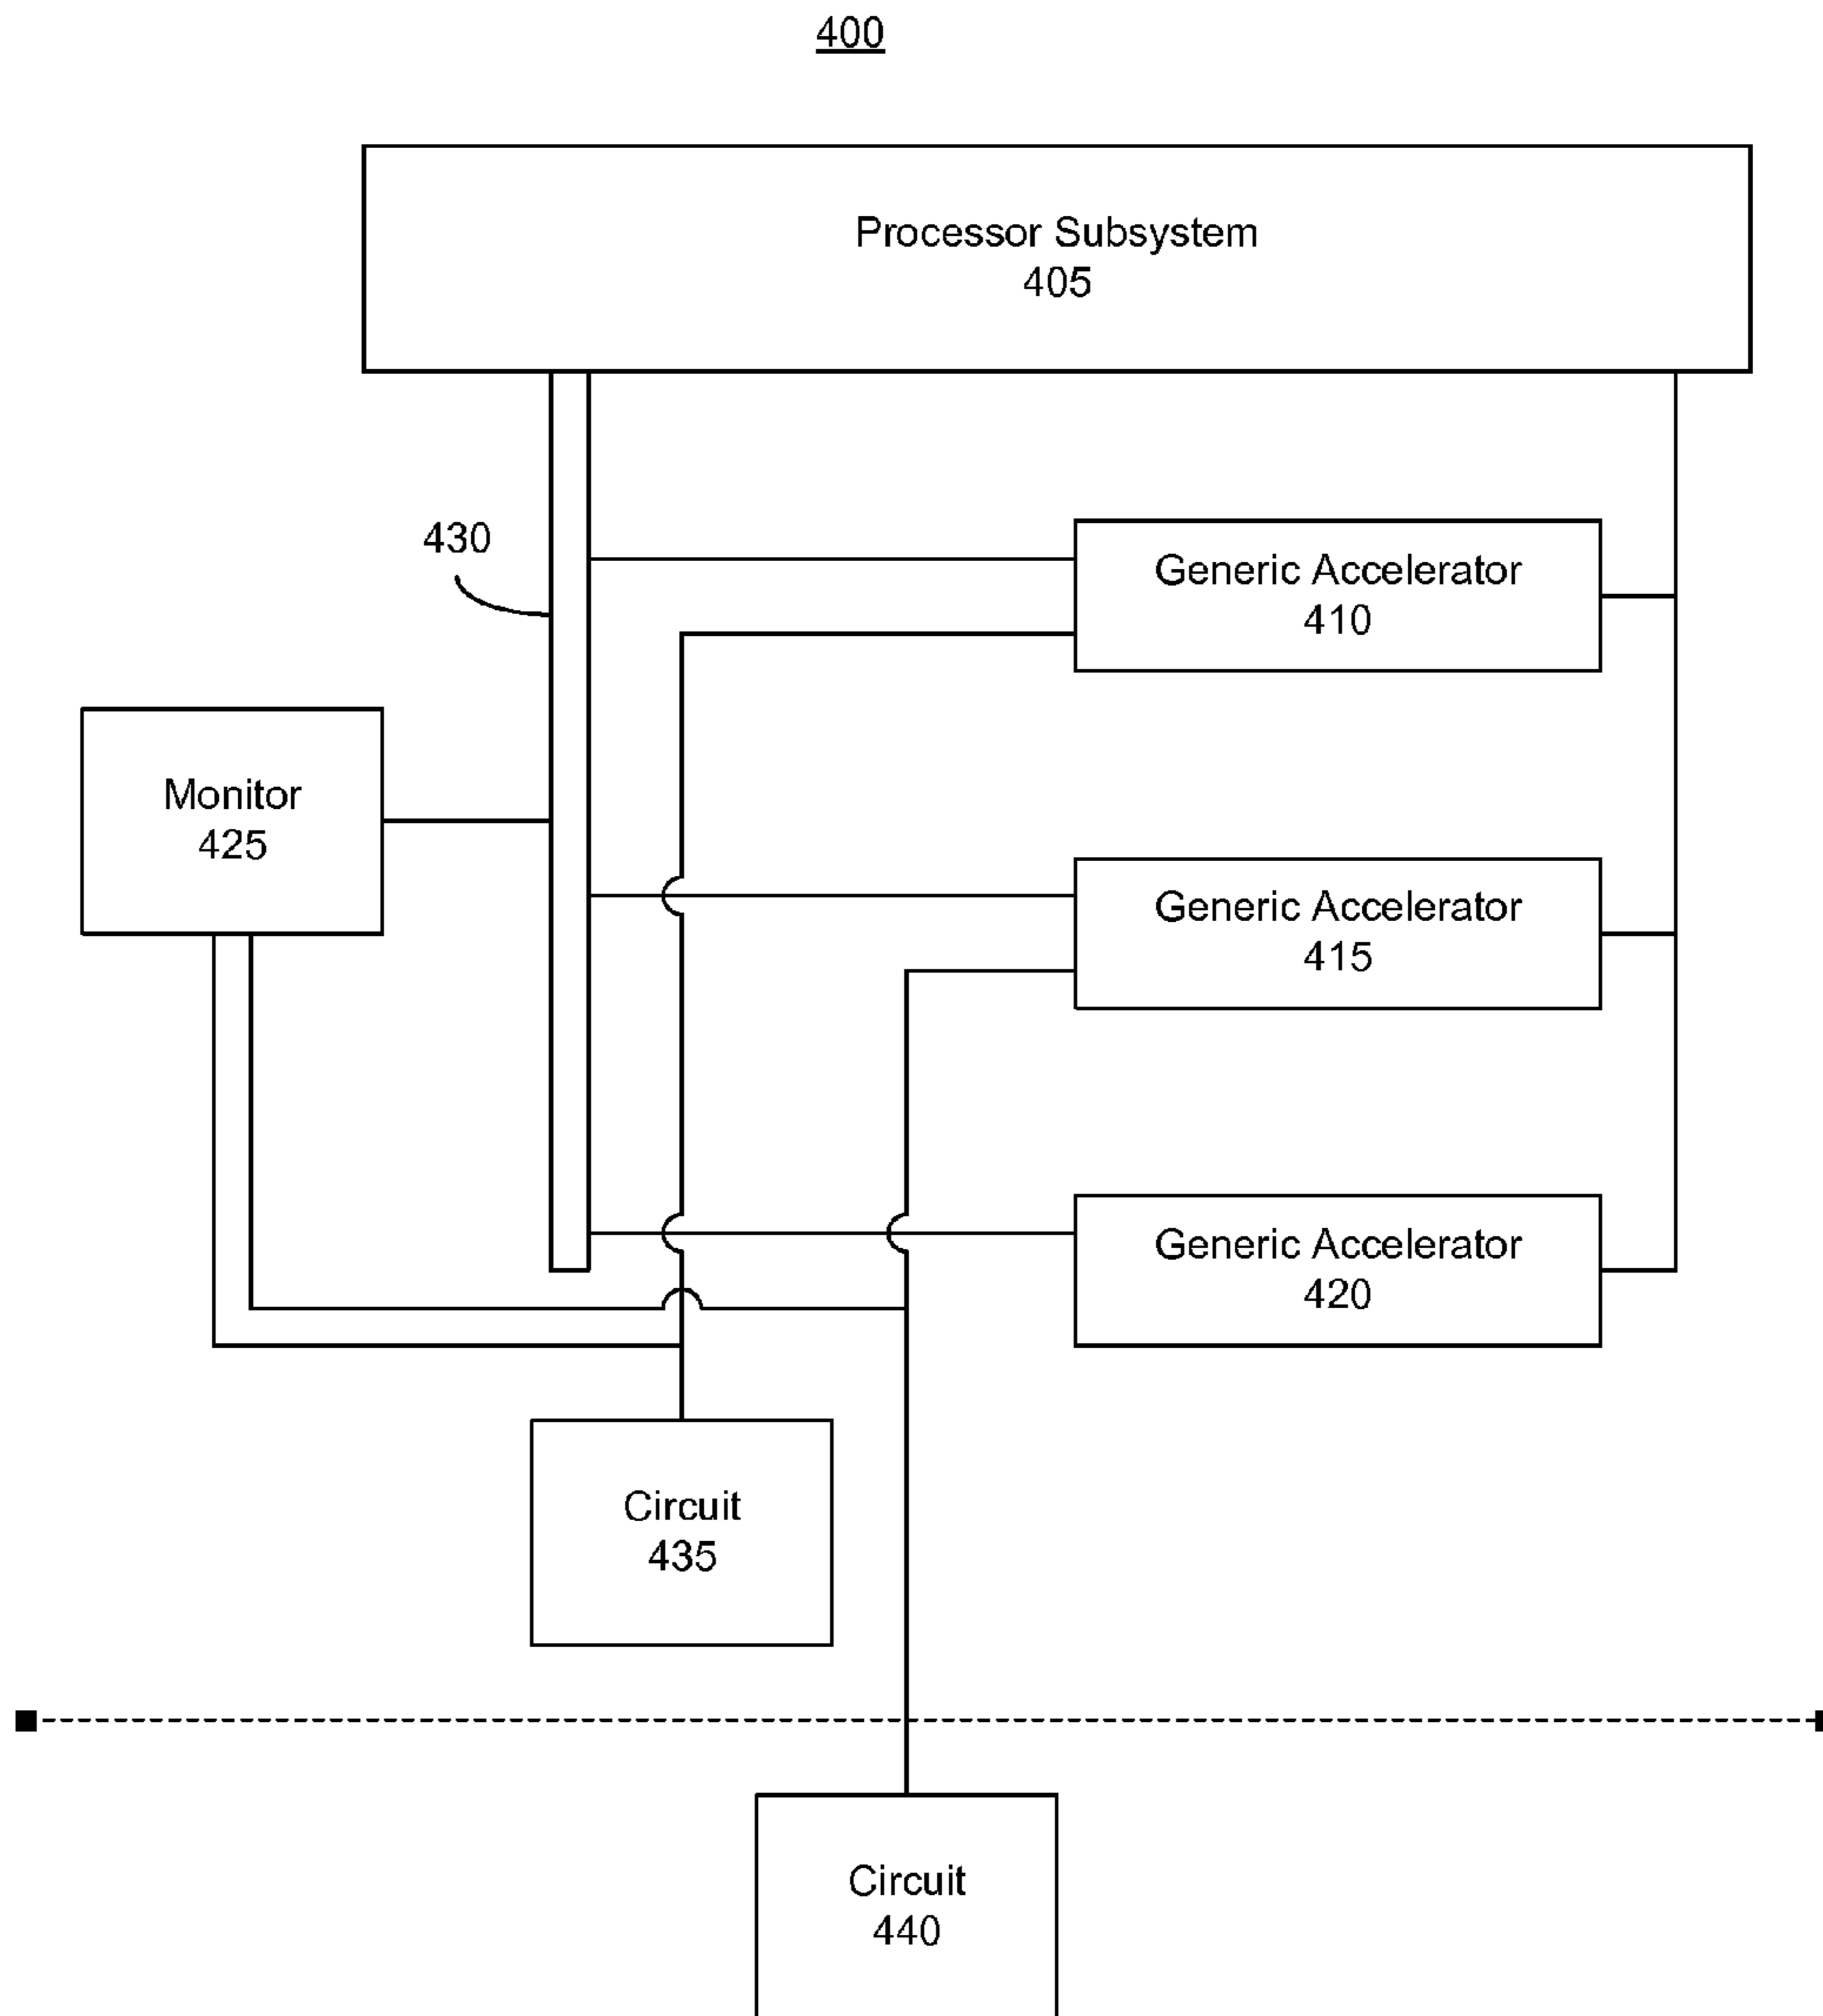 400
Processor Subsystem
405
430
Generic Accelerator
410
Monitor
425
Generic Accelerator
415
Generic Accelerator
420
Circuit
435
Circuit
440